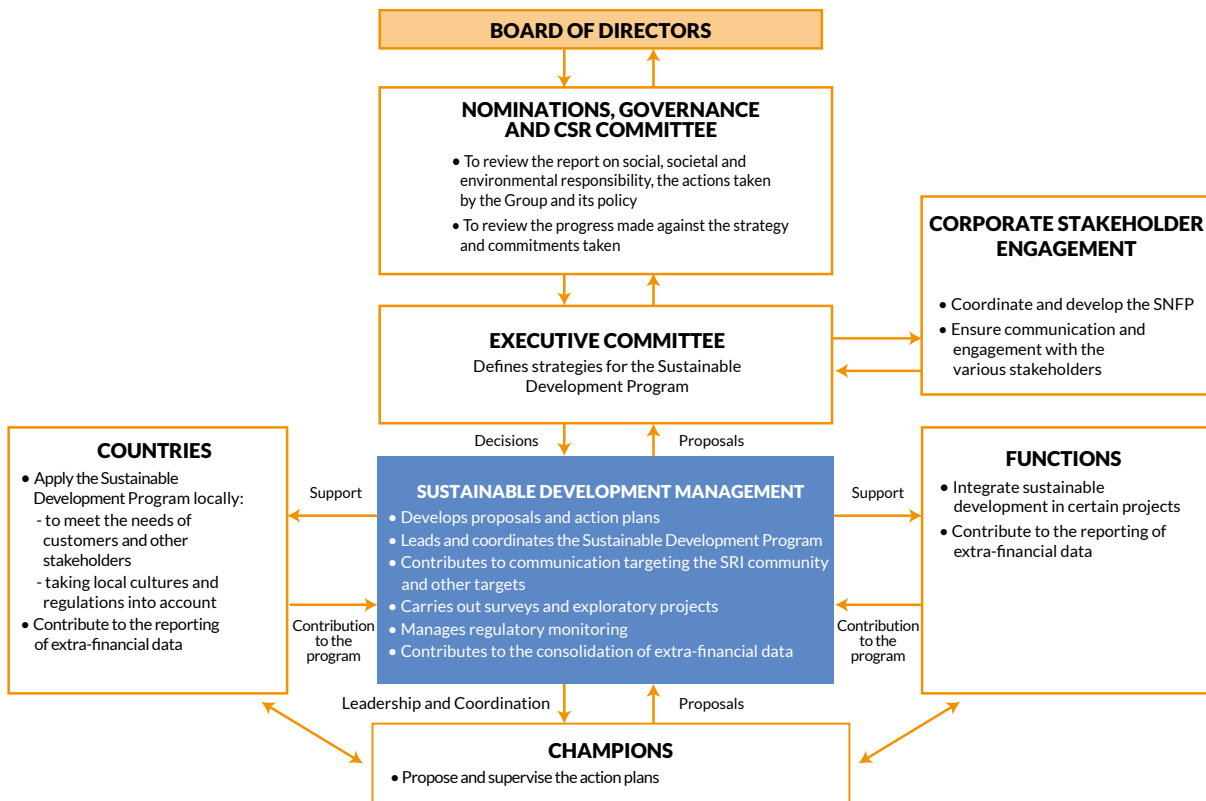 BOARD OF DIRECTORS
NOMINATIONS, GOVERNANCE
AND CSR COMMITTEE
• To review the report on social, societal and
environmental responsibility, the actions taken
by the Group and its policy
• To review the progress made against the strategy
and commitments taken
CORPORATE STAKEHOLDER
ENGAGEMENT
• Coordinate and develop the SNFP
• Ensure communication and
engagement with the
various stakeholders
EXECUTIVE COMMITTEE
Defines strategies for the Sustainable
Development Program
Decisions
Proposals
COUNTRIES
• Apply the Sustainable
Development Program locally:
- to meet the needs of
customers and other
stakeholders
- taking local cultures and
regulations into account
• Contribute to the reporting
of extra-financial data
Support
Contribution
to the
program
SUSTAINABLE DEVELOPMENT MANAGEMENT
• Develops proposals and action plans
• Leads and coordinates the Sustainable Development Program
• Contributes to communication targeting the SRI community
and other targets
• Carries out surveys and exploratory projects
• Manages regulatory monitoring
• Contributes to the consolidation of extra-financial data
Support
Contribution
to the
program
FUNCTIONS
• Integrate sustainable
development in certain projects
• Contribute to the reporting of
extra-financial data
Leadership and Coordination
Proposals
CHAMPIONS
• Propose and supervise the action plans